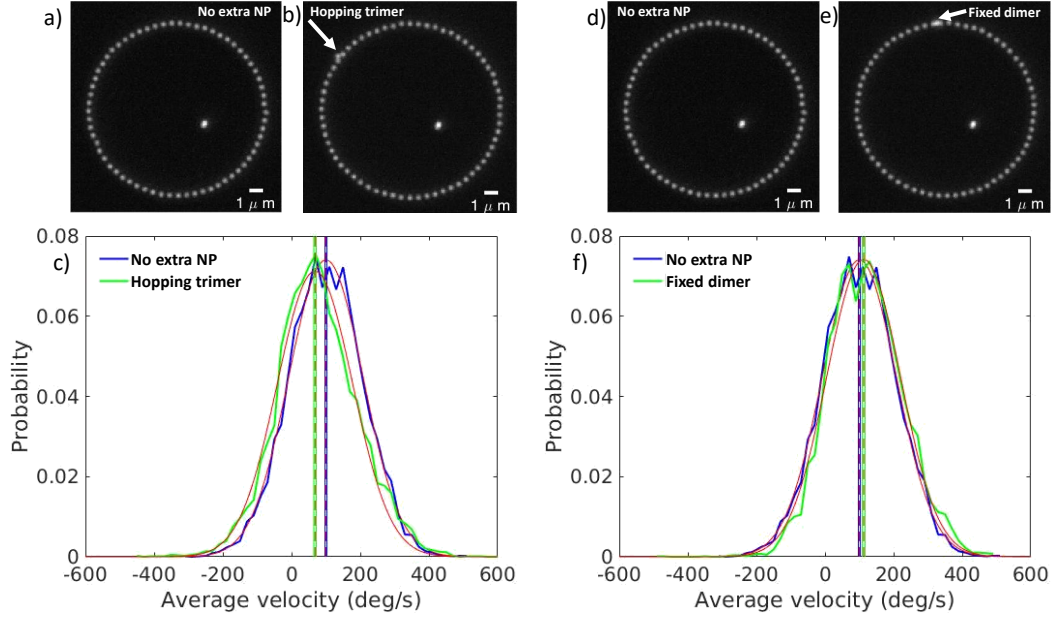 a)
No extra NP
1 μ m
b)
Hopping trimer
1 μ m
d)
No extra NP
1 μ m
e)
Fixed dimer
1 μ m
c)
No extra NP
Hopping trimer
Probability
0.08
0.06
0.04
0.02
0
-600 -400 -200 0 200 400 600
Average velocity (deg/s)
f)
No extra NP
Fixed dimer
Probability
0.08
0.06
0.04
0.02
0
-600 -400 -200 0 200 400 600
Average velocity (deg/s)